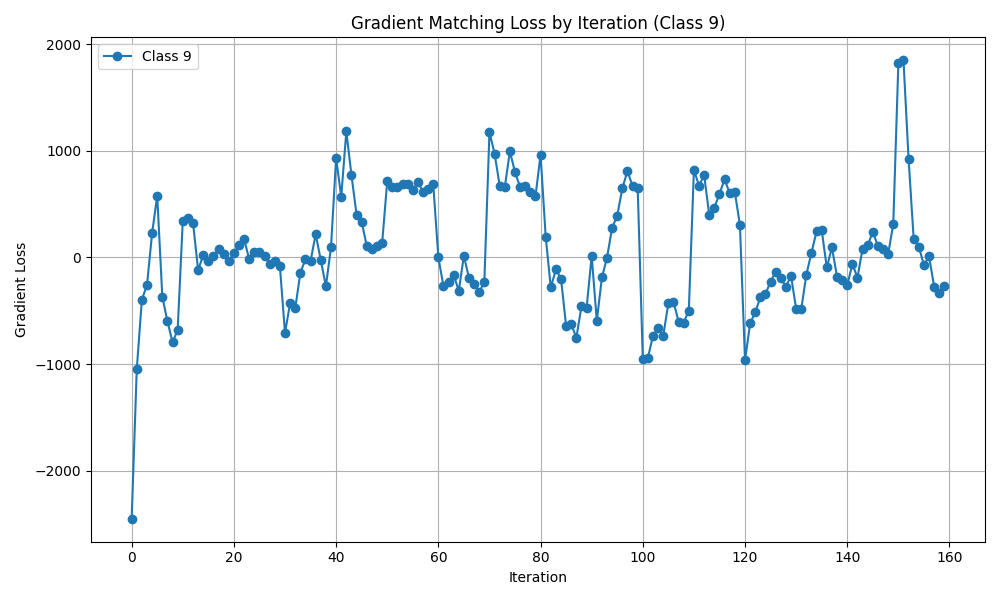 Gradient Matching Loss by Iteration (Class 9)
Class 9
Gradient Loss
2000
1000
0
−1000
−2000
0 20 40 60 80 100 120 140 160
Iteration